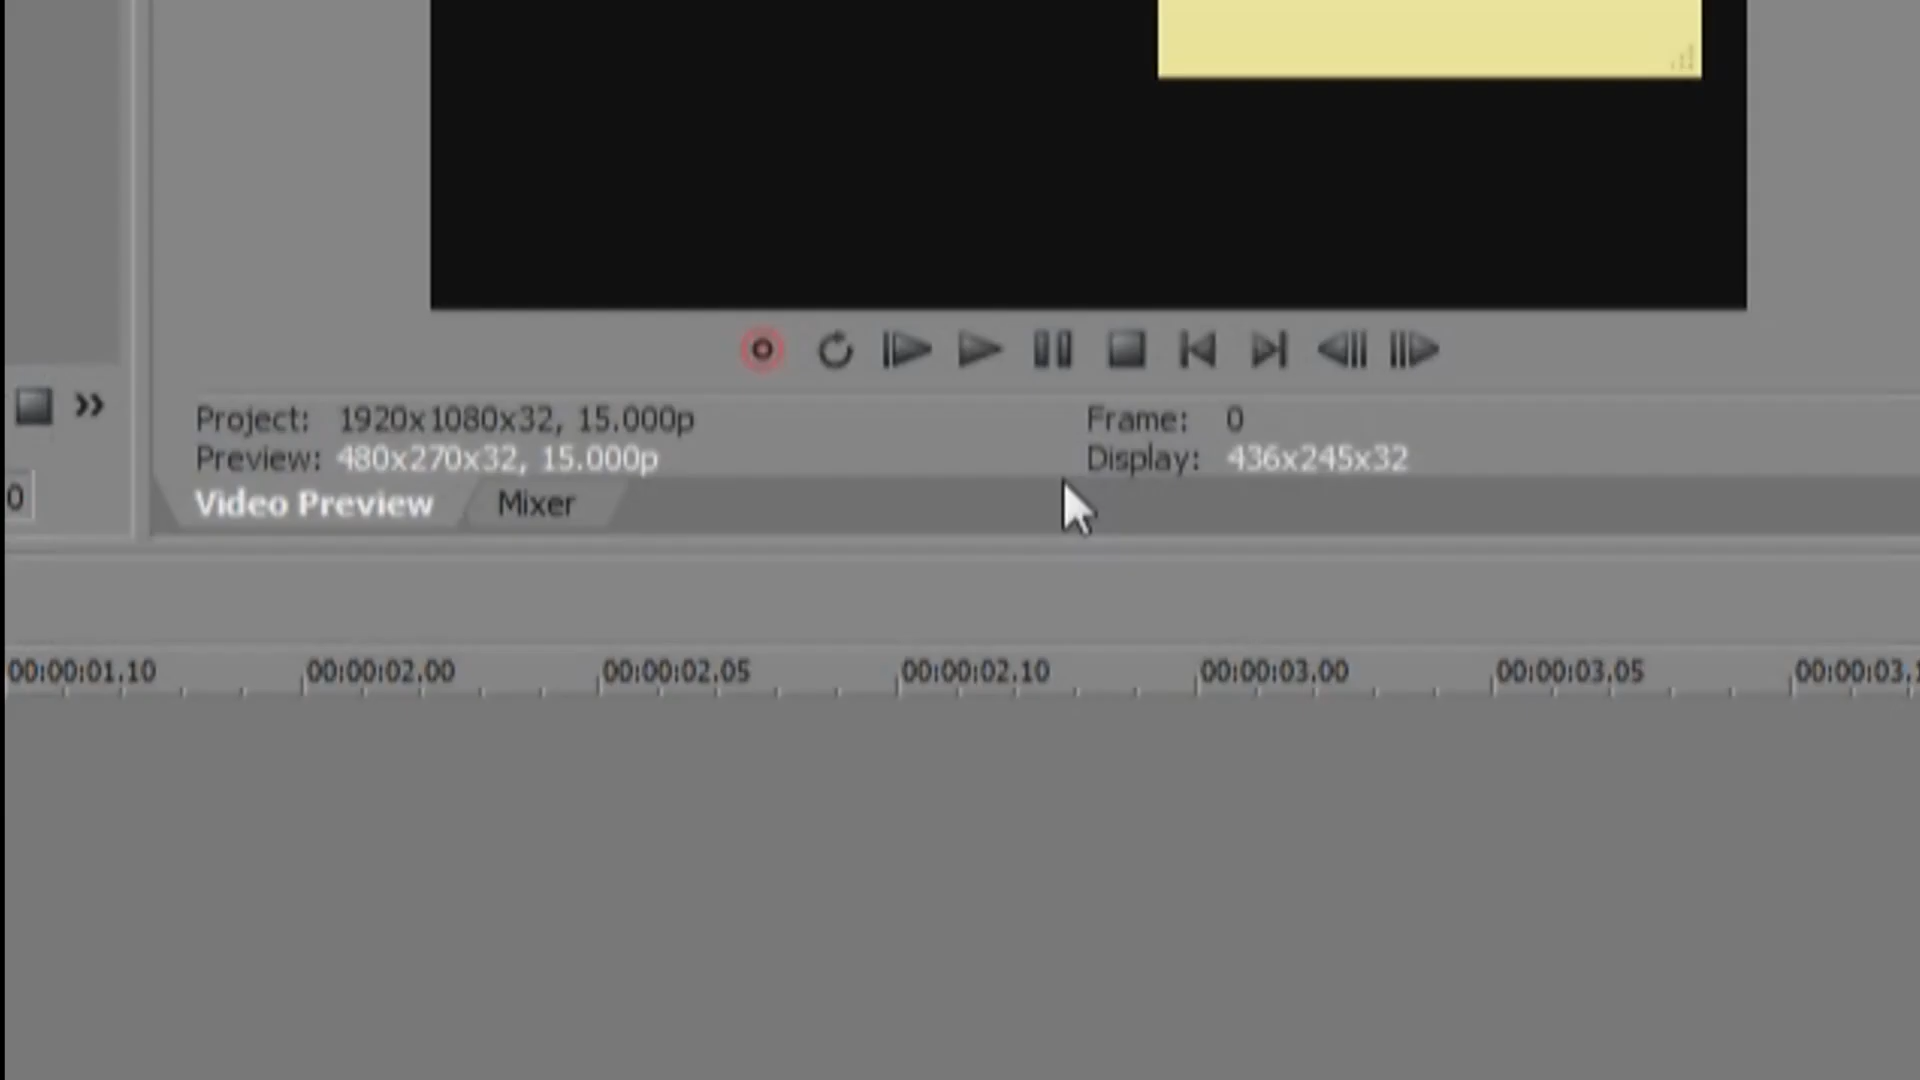 Project: 1920x1080x32, 15.000p
Frame: 0
Preview: 480x270x32, 15.000p
Display: 436x245x32
0
Video Preview
Mixer
00:00:01.10
00:00:02.00
00:00:02.05
00:00:02.10
00:00:03.00
00:00:03.05
00:00:03.1